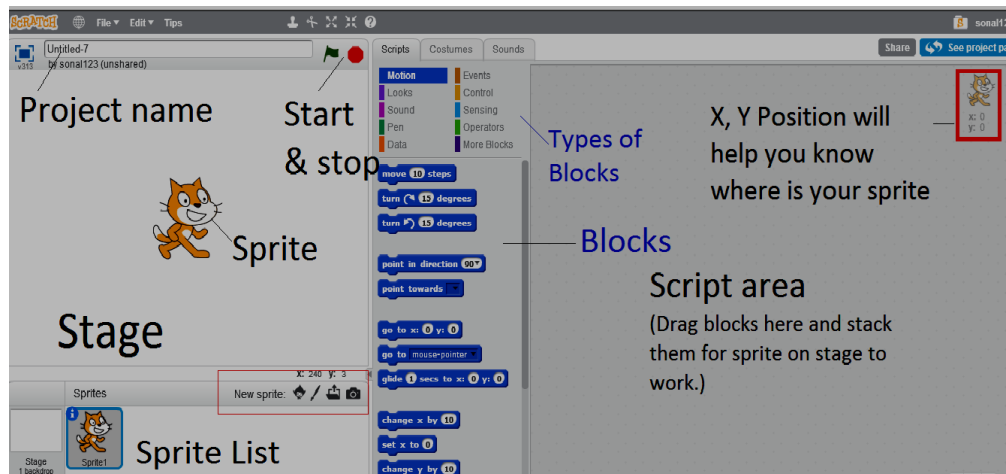 SCRATCH File Edit Tips sonal12
Untitled-7
v313 by sonal123 (unshared)
Scripts Costumes Sounds
Share See project pa
Project name
Start
& stop
Motion Events
Looks Control
Sound Sensing
Pen Operators
Data More Blocks
Types of
Blocks
X, Y Position will
help you know
where is your sprite
x: 0
y: 0
move 10 steps
turn 15 degrees
turn 15 degrees
point in direction 90
point towards
go to x: 0 y: 0
go to mouse-pointer
glide 1 secs to x: 0 y: 0
change x by 10
set x to 0
change y by 10
Sprite
Blocks
Stage
Script area
(Drag blocks here and stack
them for sprite on stage to
work.)
x: 240 y: 3
Sprites New sprite:
Stage
1 backdrop
Sprite1
Sprite List